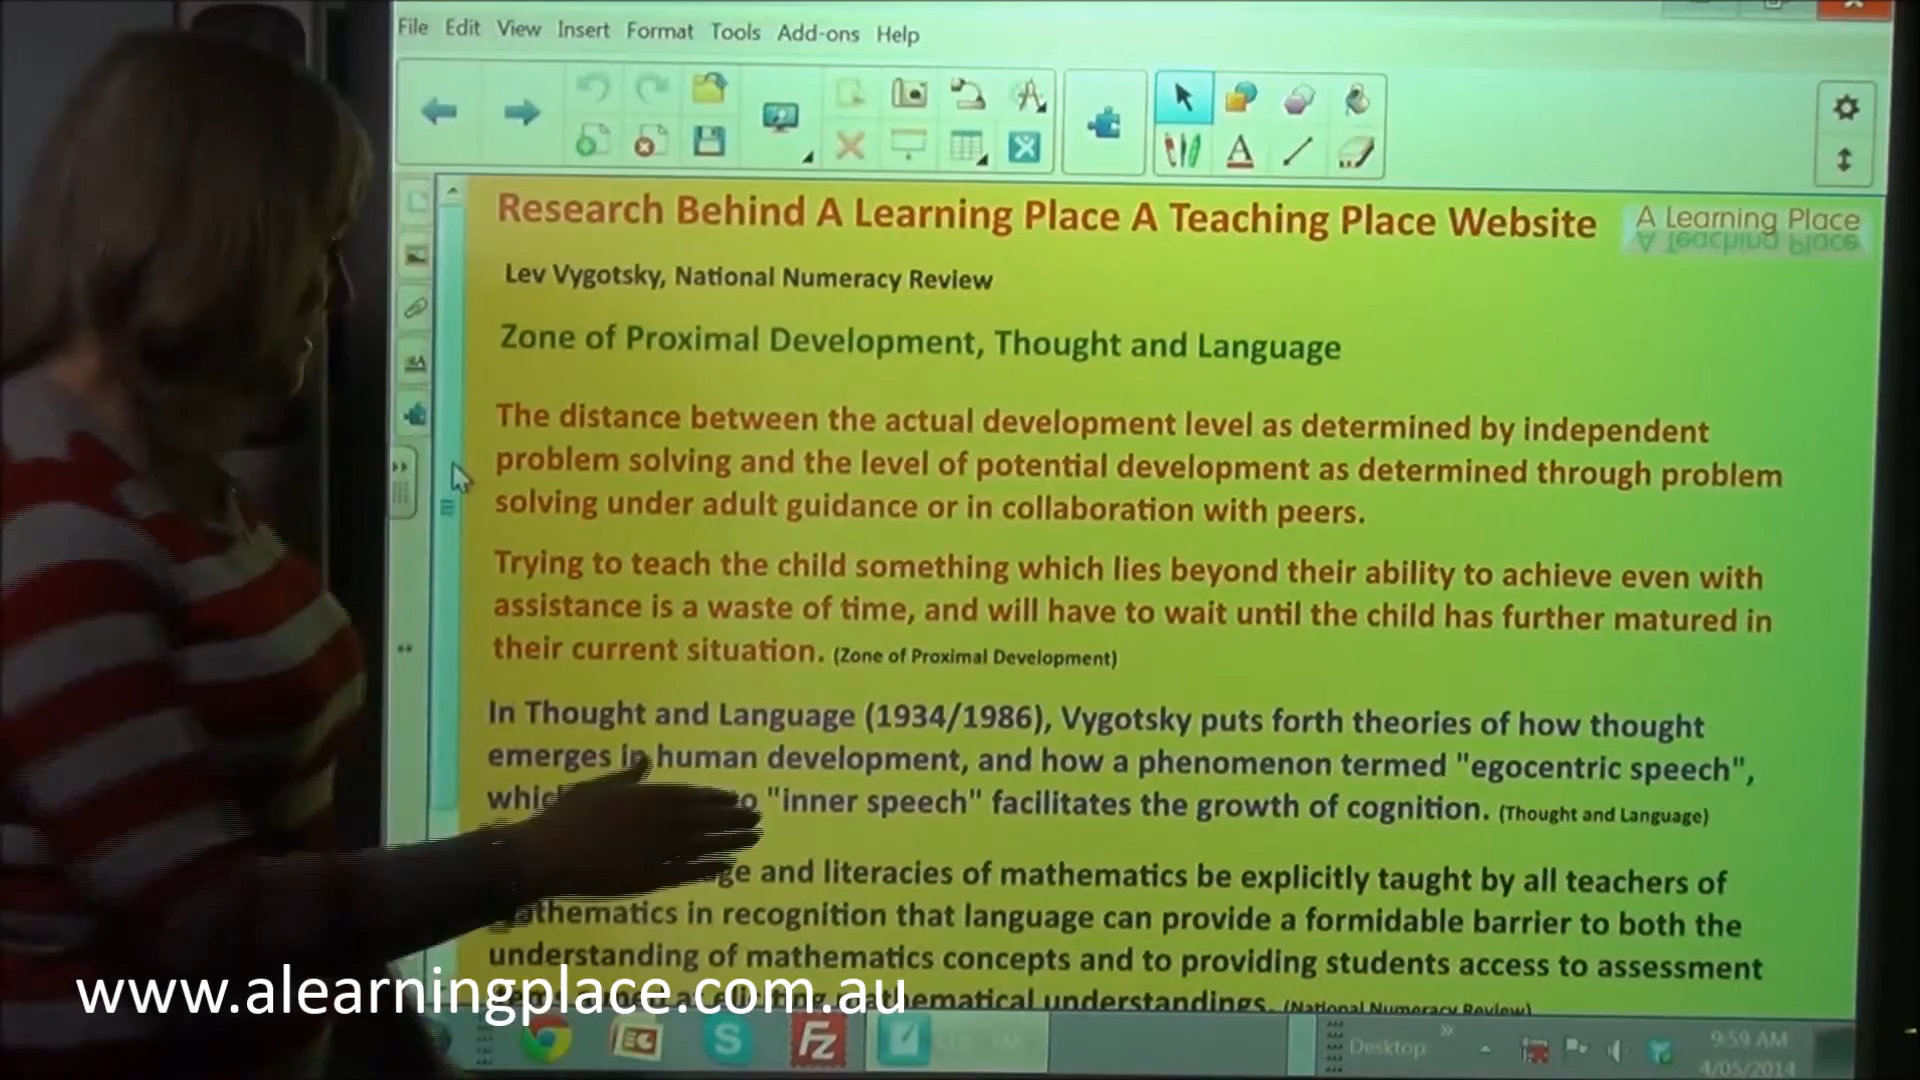 File Edit View Insert Format Tools Add-ons Help
Research Behind A Learning Place A Teaching Place Website
A Learning Place
A Teaching Place
Lev Vygotsky, National Numeracy Review
Zone of Proximal Development, Thought and Language
The distance between the actual development level as determined by independent
problem solving and the level of potential development as determined through problem
solving under adult guidance or in collaboration with peers.
Trying to teach the child something which lies beyond their ability to achieve even with
assistance is a waste of time, and will have to wait until the child has further matured in
their current situation. (Zone of Proximal Development)
In Thought and Language (1934/1986), Vygotsky puts forth theories of how thought
emerges in human development, and how a phenomenon termed "egocentric speech",
"inner speech" facilitates the growth of cognition. (Thought and Language)
and literacies of mathematics be explicitly taught by all teachers of
mathematics in recognition that language can provide a formidable barrier to both the
understanding of mathematics concepts and to providing students access to assessment
mathematical understandings. (National Numeracy Review)
www.alearningplace.com.au
Desktop
9:59 AM
4/05/2014